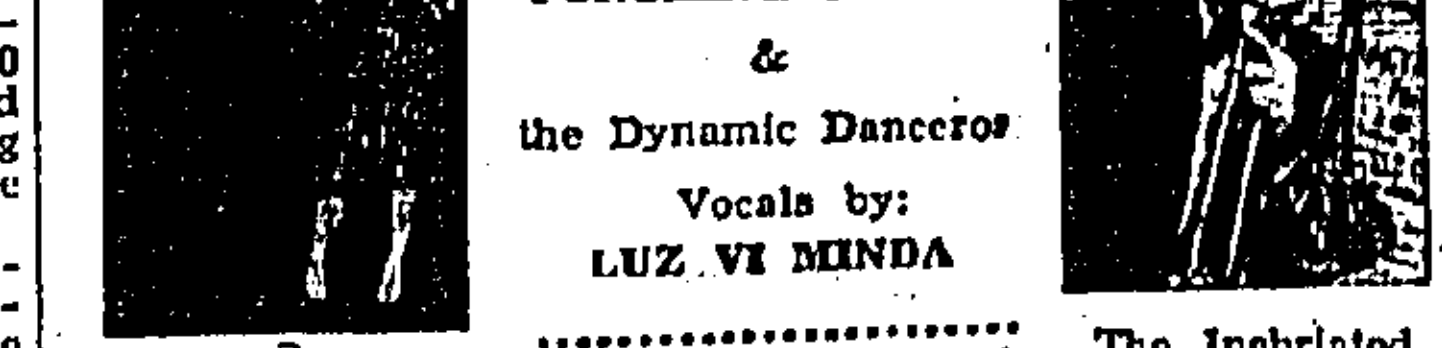 &
the Dynamic Danceros
Vocals by:
LUZ VI MINDA
The Inebriated